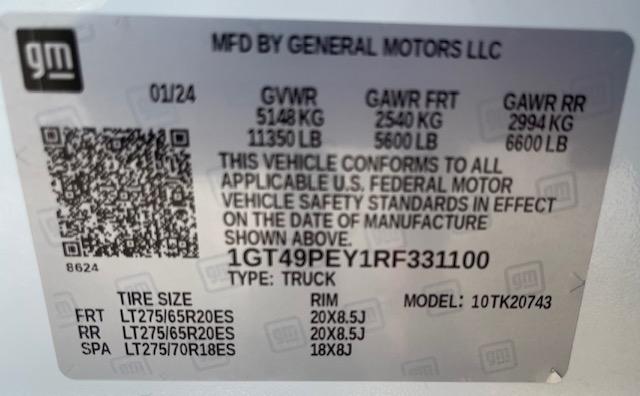 gm
MFD BY GENERAL MOTORS LLC
01/24 GVWR GAWR FRT GAWR RR
5148 KG 2540 KG 2994 KG
11350 LB 5600 LB 6600 LB
THIS VEHICLE CONFORMS TO ALL
APPLICABLE U.S. FEDERAL MOTOR
VEHICLE SAFETY STANDARDS IN EFFECT
ON THE DATE OF MANUFACTURE
SHOWN ABOVE.
8624
1GT49PEY1RF331100
TYPE: TRUCK
TIRE SIZE RIM MODEL: 10TK20743
FRT LT275/65R20ES 20X8.5J
RR LT275/65R20ES 20X8.5J
SPA LT275/70R18ES 18X8J